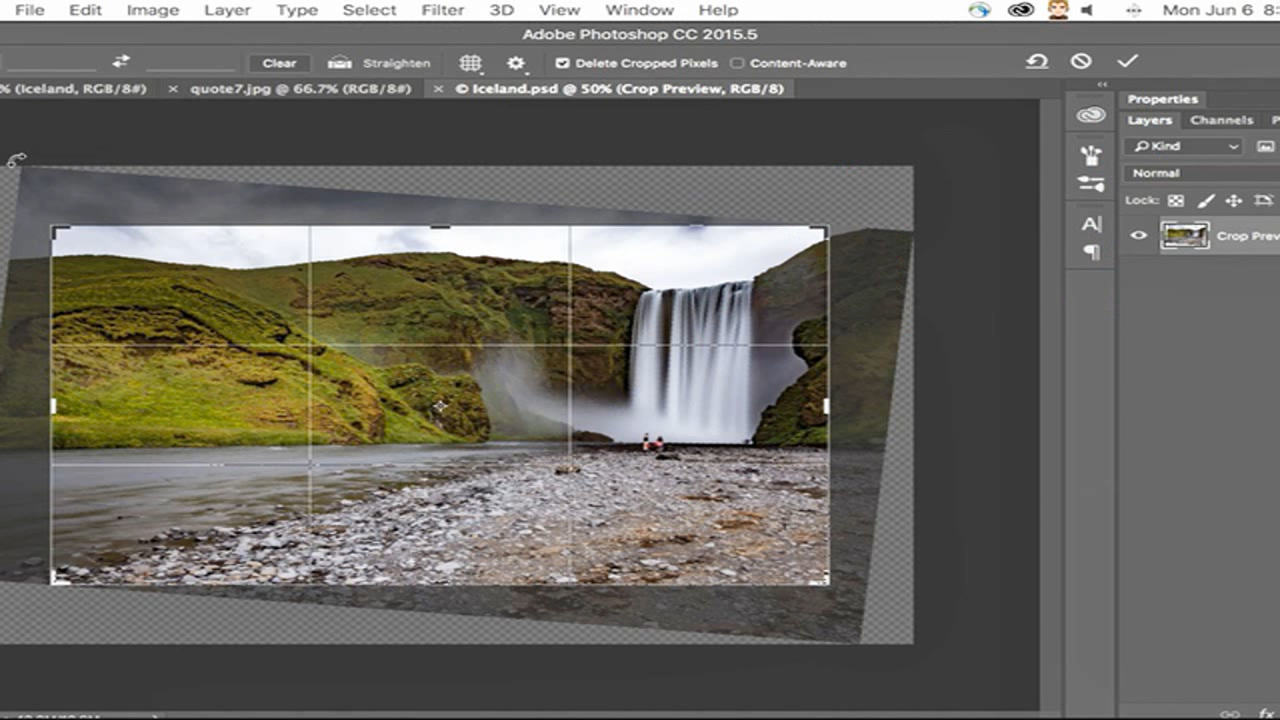 File Edit Image Layer Type Select Filter 3D View Window Help Mon Jun 6 8:
Adobe Photoshop CC 2015.5
Clear Straighten Delete Cropped Pixels Content-Aware
% (Iceland, RGB/8#) × quote7.jpg @ 66.7% (RGB/8#) × © Iceland.psd @ 50% (Crop Preview, RGB/8)
Properties
Layers Channels P
Kind
Normal
Lock:
Crop Prev
fx